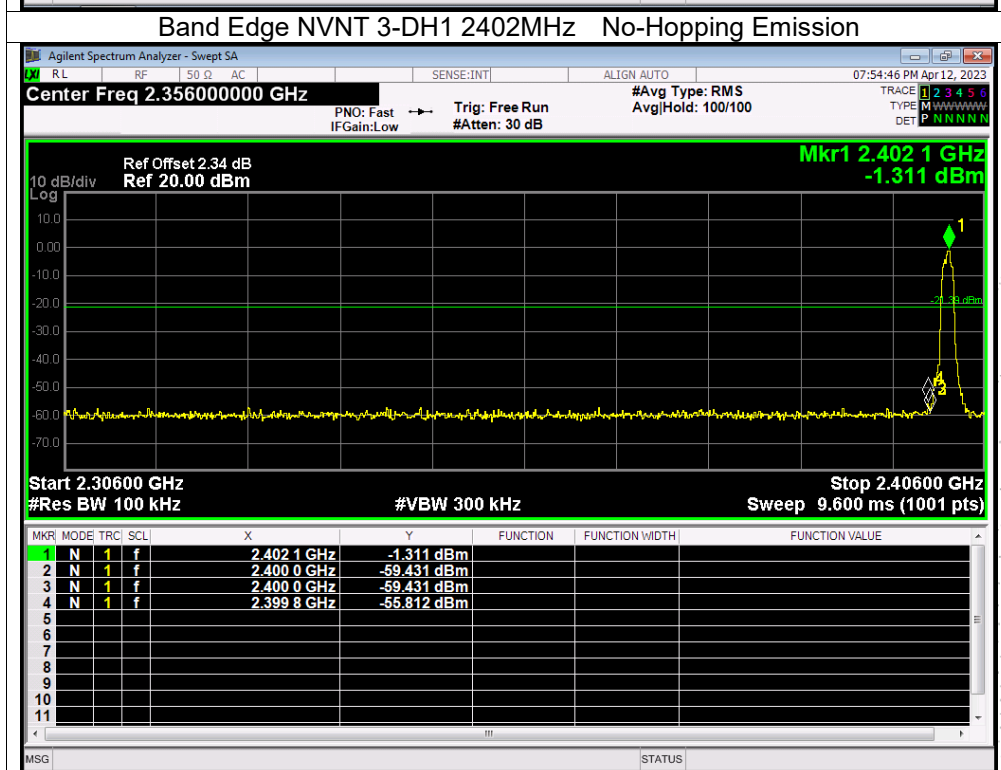 Band Edge NVNT 3-DH1 2402MHz No-Hopping Emission
Agilent Spectrum Analyzer - Swept SA
LXI RL RF 50 Ω AC SENSE:INT ALIGN AUTO 07:54:46 PM Apr 12, 2023
Center Freq 2.356000000 GHz
PNO: Fast
IFGain:Low
Trig: Free Run
#Atten: 30 dB
#Avg Type: RMS
Avg|Hold: 100/100
TRACE 1 2 3 4 5 6
TYPE M WWWWW
DET P N N N N N
Mkr1 2.402 1 GHz
-1.311 dBm
Ref Offset 2.34 dB
10 dB/div Ref 20.00 dBm
Log
10.0
0.00
-10.0
-20.0
-30.0
-40.0
-50.0
-60.0
-70.0
1
-21.39 dBm
Start 2.30600 GHz Stop 2.40600 GHz
#Res BW 100 kHz #VBW 300 kHz Sweep 9.600 ms (1001 pts)
MKR MODE TRC SCL X Y FUNCTION FUNCTION WIDTH FUNCTION VALUE
1 N 1 f 2.402 1 GHz -1.311 dBm
2 N 1 f 2.400 0 GHz -59.431 dBm
3 N 1 f 2.400 0 GHz -59.431 dBm
4 N 1 f 2.399 8 GHz -55.812 dBm
5
6
7
8
9
10
11
MSG STATUS